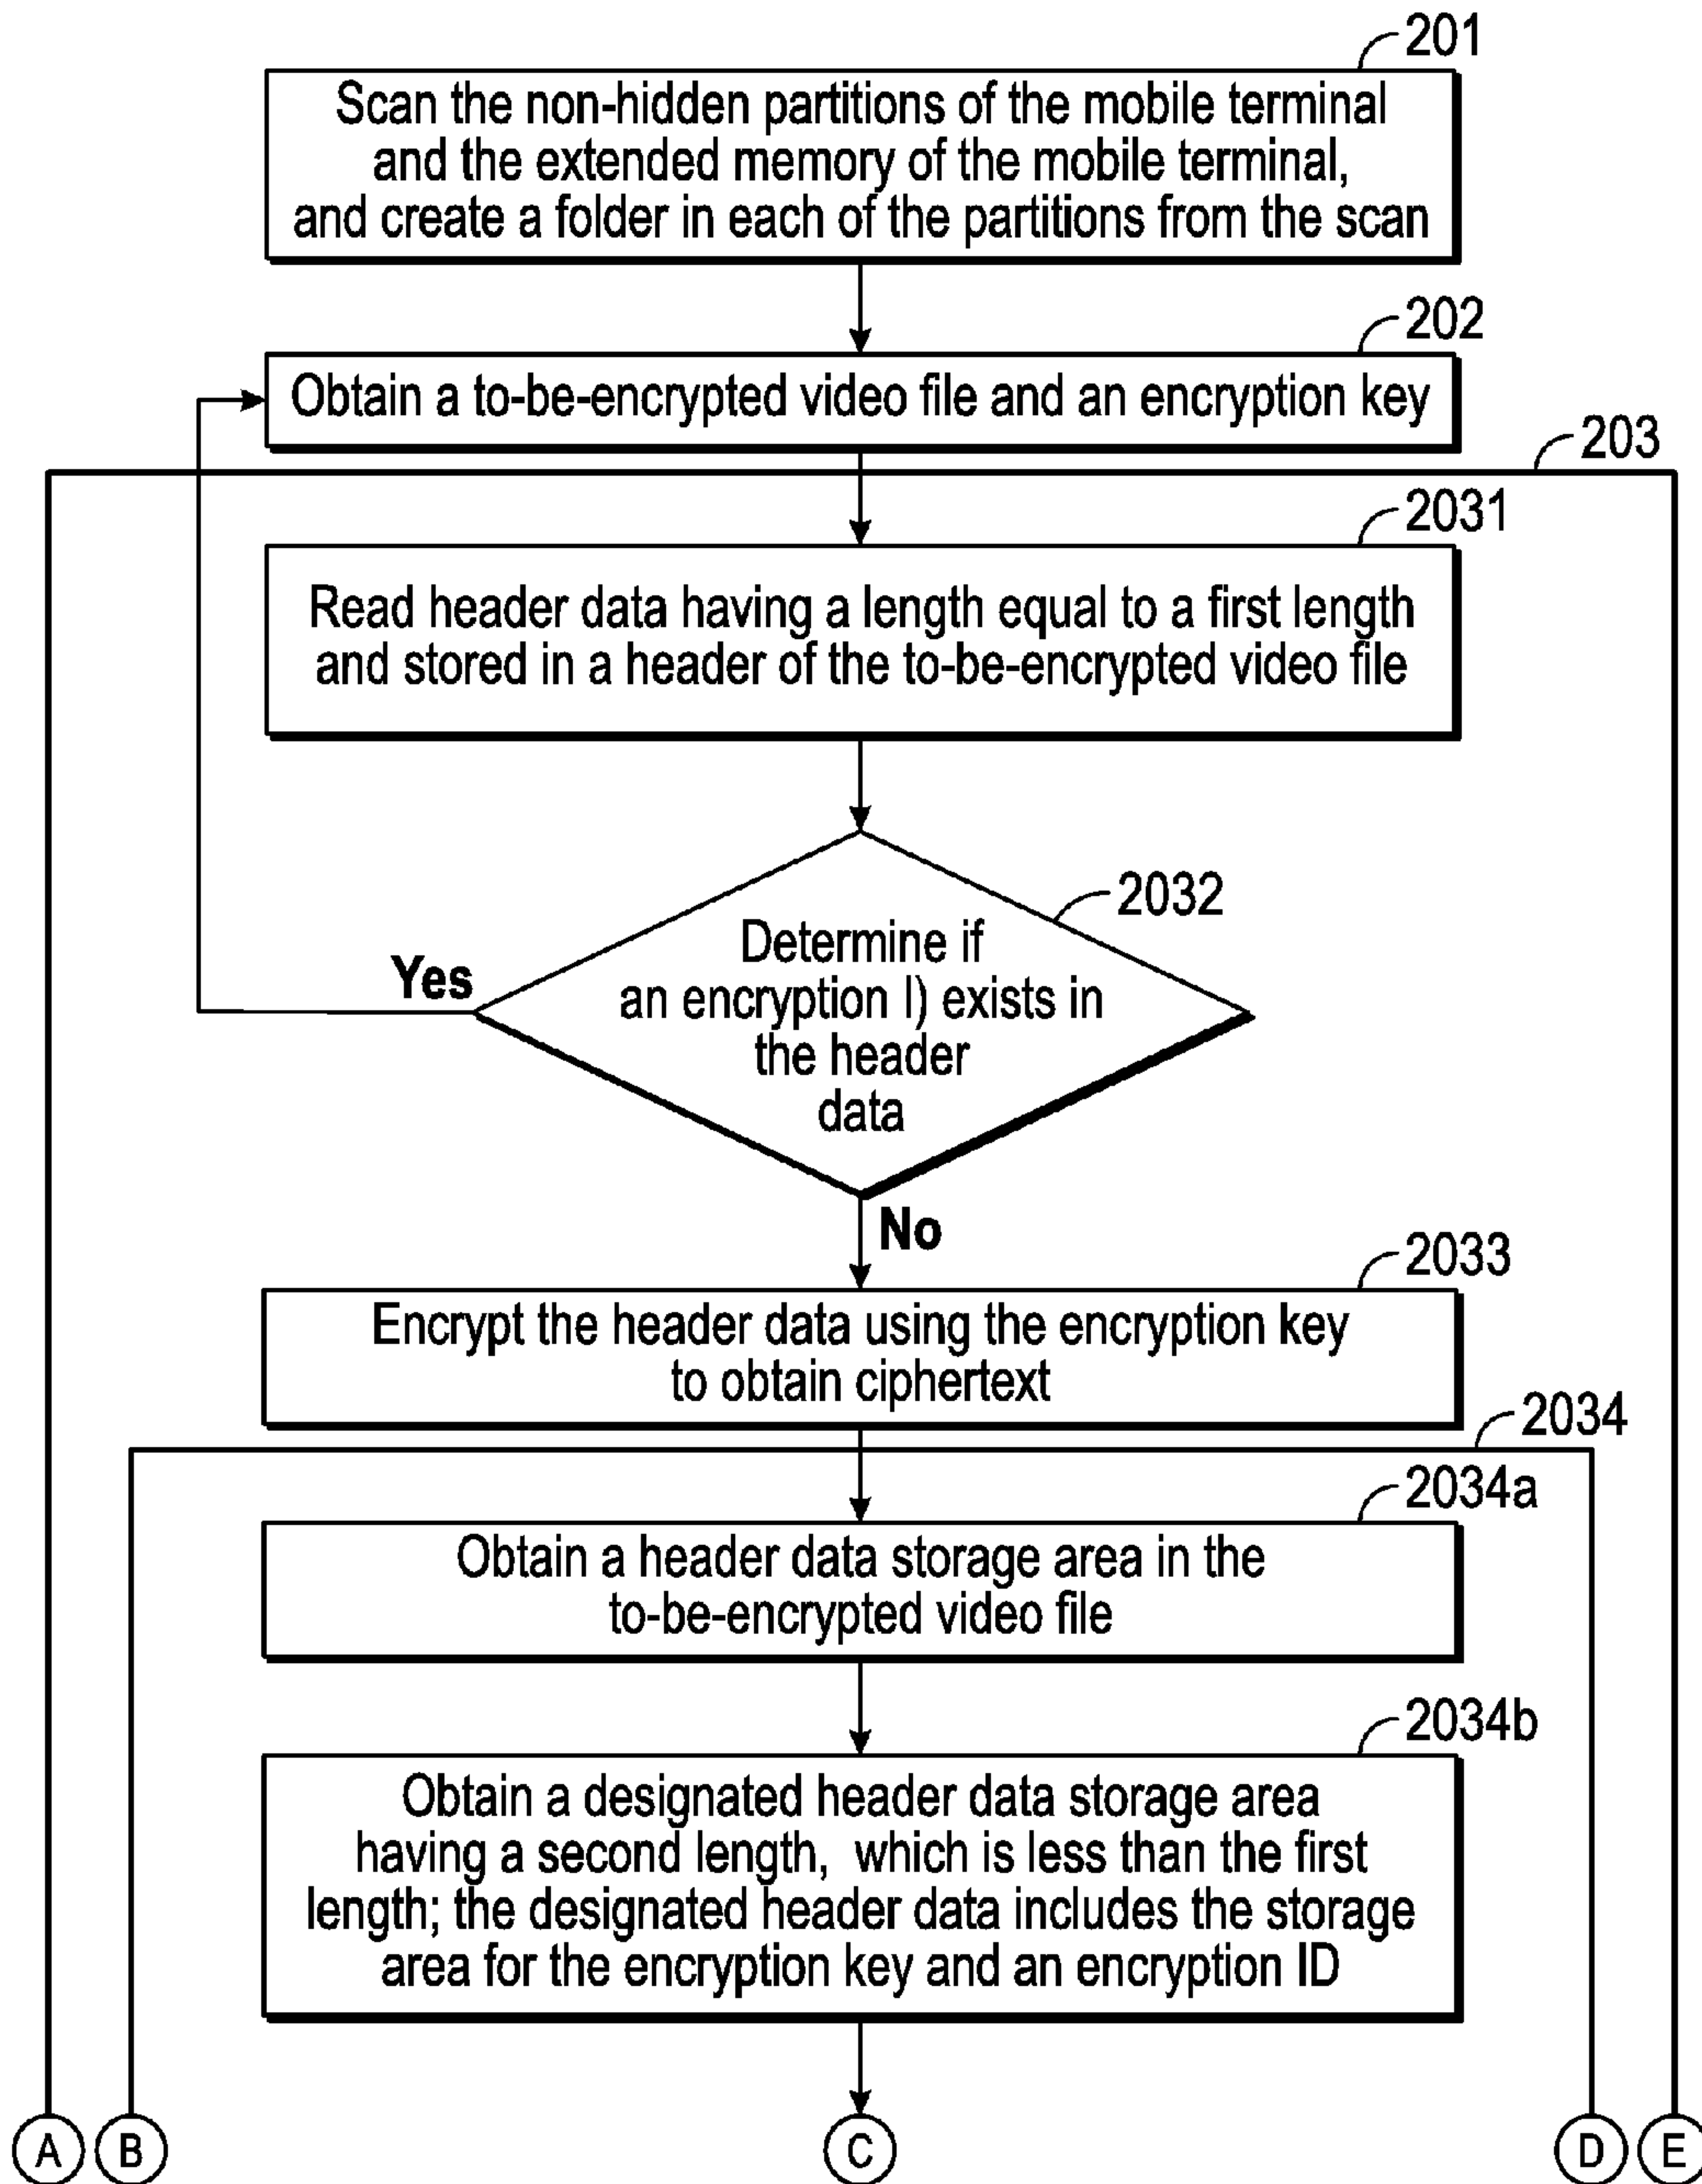 201
Scan the non-hidden partitions of the mobile terminal
and the extended memory of the mobile terminal,
and create a folder in each of the partitions from the scan
202
Obtain a to-be-encrypted video file and an encryption key
203
2031
Read header data having a length equal to a first length
and stored in a header of the to-be-encrypted video file
2032
Determine if
an encryption I) exists in
the header
data
Yes
No
2033
Encrypt the header data using the encryption key
to obtain ciphertext
2034
2034a
Obtain a header data storage area in the
to-be-encrypted video file
2034b
Obtain a designated header data storage area
having a second length, which is less than the first
length; the designated header data includes the storage
area for the encryption key and an encryption ID
A B C D E